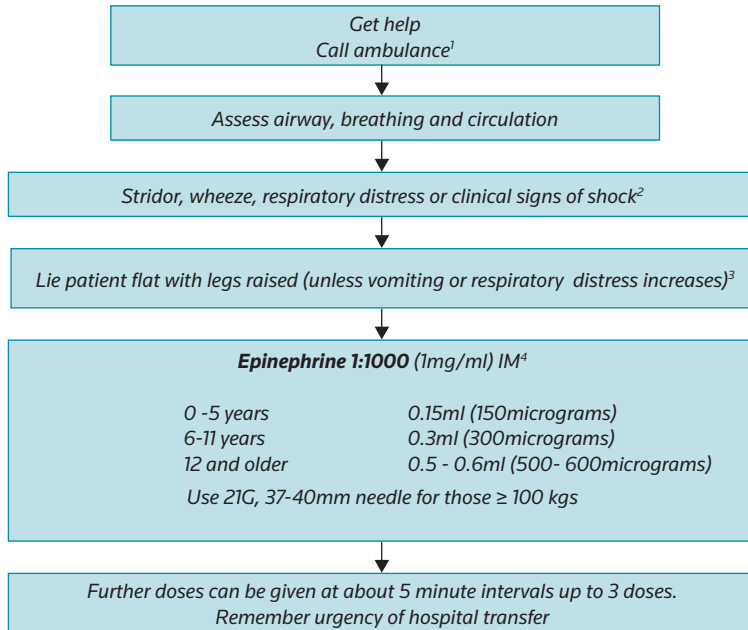 Get help
Call ambulance¹
Assess airway, breathing and circulation
Stridor, wheeze, respiratory distress or clinical signs of shock²
Lie patient flat with legs raised (unless vomiting or respiratory distress increases)³
Epinephrine 1:1000 (1mg/ml) IM⁴
0 -5 years 0.15ml (150micrograms)
6-11 years 0.3ml (300micrograms)
12 and older 0.5 - 0.6ml (500- 600micrograms)
Use 21G, 37-40mm needle for those ≥ 100 kgs
Further doses can be given at about 5 minute intervals up to 3 doses.
Remember urgency of hospital transfer